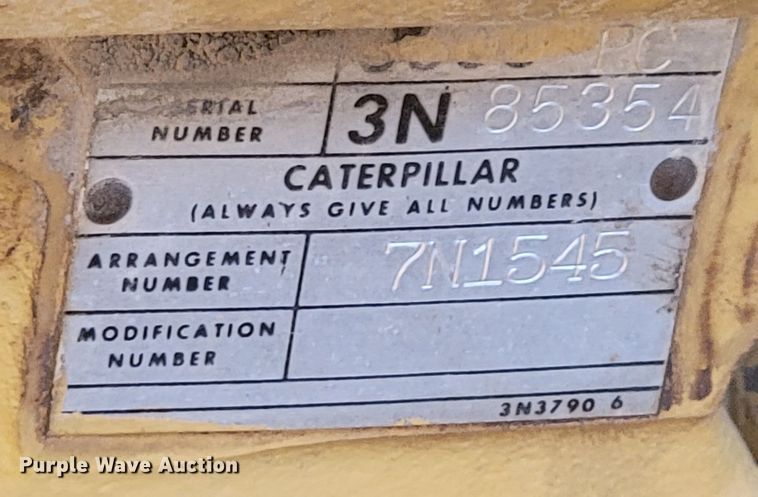 PC
SERIAL NUMBER 3N 85354
CATERPILLAR
(ALWAYS GIVE ALL NUMBERS)
ARRANGEMENT NUMBER 7N1545
MODIFICATION NUMBER
3N3790 6
Purple Wave Auction